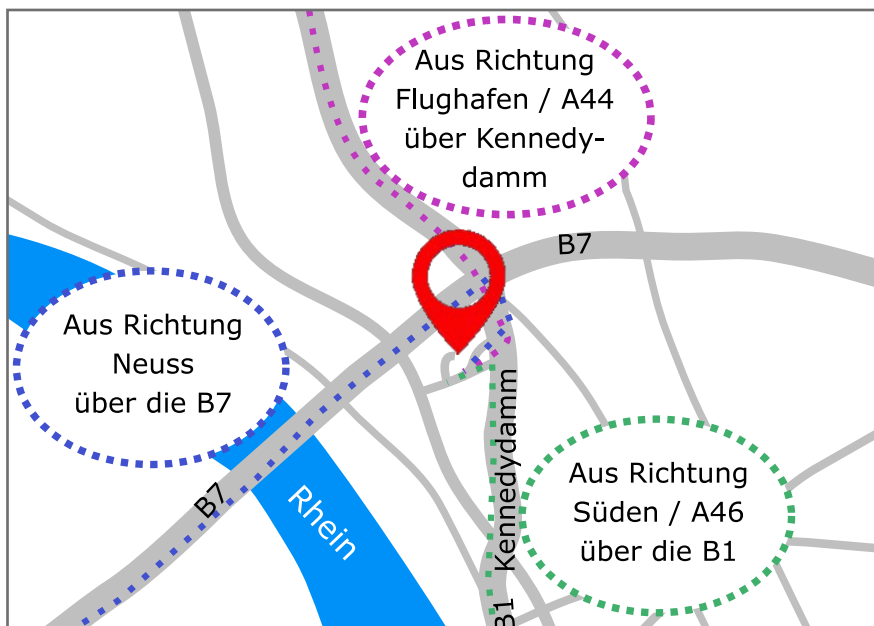 Aus Richtung
Flughafen / A44
über Kennedy-
damm
B7
Aus Richtung
Neuss
über die B7
B7
Rhein
Kennedydamm
B1
Aus Richtung
Süden / A46
über die B1